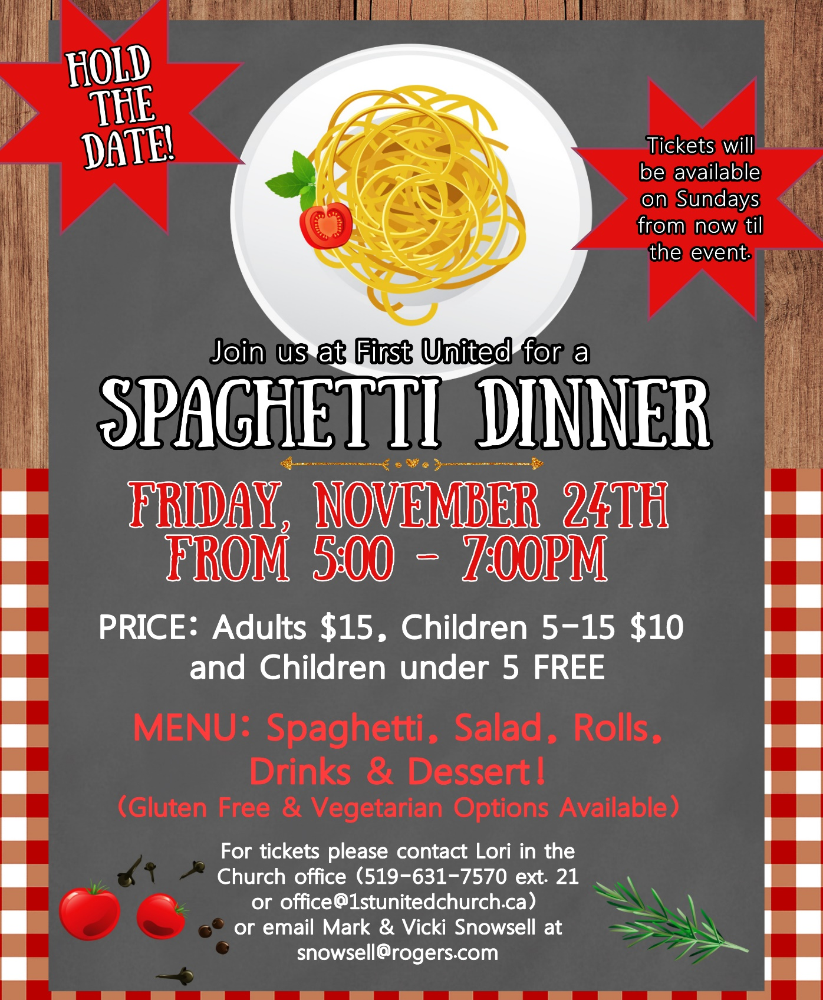 HOLD
THE
DATE!
Tickets will
be available
on Sundays
from now til
the event.
Join us at First United for a
SPAGHETTI DINNER
FRIDAY, NOVEMBER 24TH
FROM 5:00 - 7:00PM
PRICE: Adults $15, Children 5-15 $10
and Children under 5 FREE
MENU: Spaghetti, Salad, Rolls,
Drinks & Dessert!
(Gluten Free & Vegetarian Options Available)
For tickets please contact Lori in the
Church office (519-631-7570 ext. 21
or office@1stunitedchurch.ca)
or email Mark & Vicki Snowsell at
snowsell@rogers.com